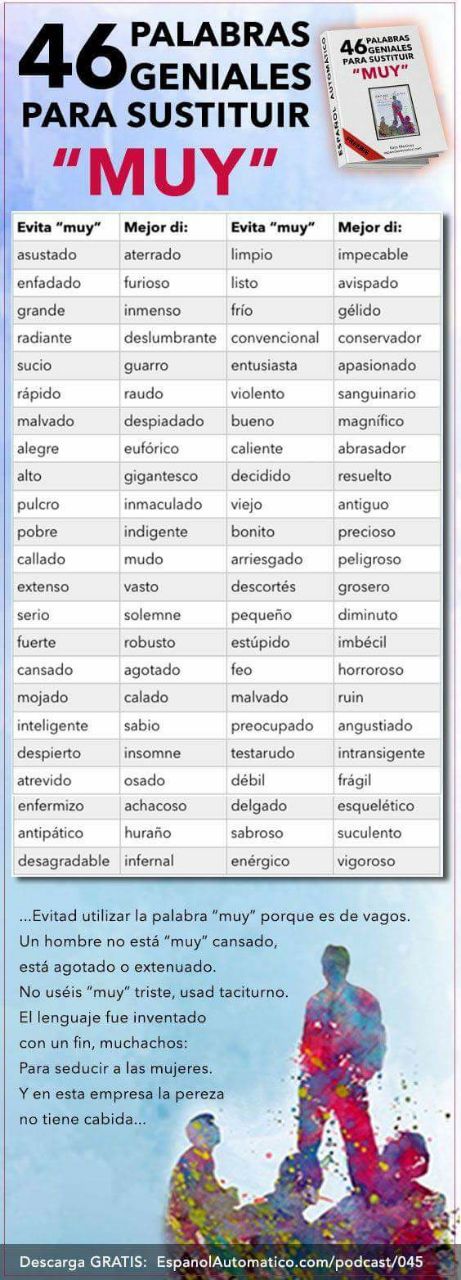 46 PALABRAS
GENIALES
PARA SUSTITUIR
“MUY”
ESPAÑOL AUTOMÁTICO
46 PALABRAS
GENIALES
PARA SUSTITUIR
“MUY”
Evita “muy” Mejor di: Evita “muy” Mejor di:
asustado aterrado limpio impecable
enfadado furioso listo avispado
grande inmenso frío gélido
radiante deslumbrante convencional conservador
sucio guarro entusiasta apasionado
rápido raudo violento sanguinario
malvado despiadado bueno magnífico
alegre eufórico caliente abrasador
alto gigantesco decidido resuelto
pulcro inmaculado viejo antiguo
pobre indigente bonito precioso
callado mudo arriesgado peligroso
extenso vasto descortés grosero
serio solemne pequeño diminuto
fuerte robusto estúpido imbécil
cansado agotado feo horroroso
mojado calado malvado ruin
inteligente sabio preocupado angustiado
despierto insomne testarudo intransigente
atrevido osado débil frágil
enfermizo achacoso delgado esquelético
antipático huraño sabroso suculento
desagradable infernal enérgico vigoroso
...Evitad utilizar la palabra “muy” porque es de vagos.
Un hombre no está “muy” cansado,
está agotado o extenuado.
No uséis “muy” triste, usad taciturno.
El lenguaje fue inventado
con un fin, muchachos:
Para seducir a las mujeres.
Y en esta empresa la pereza
no tiene cabida...
Descarga GRATIS: EspanolAutomatico.com/podcast/045